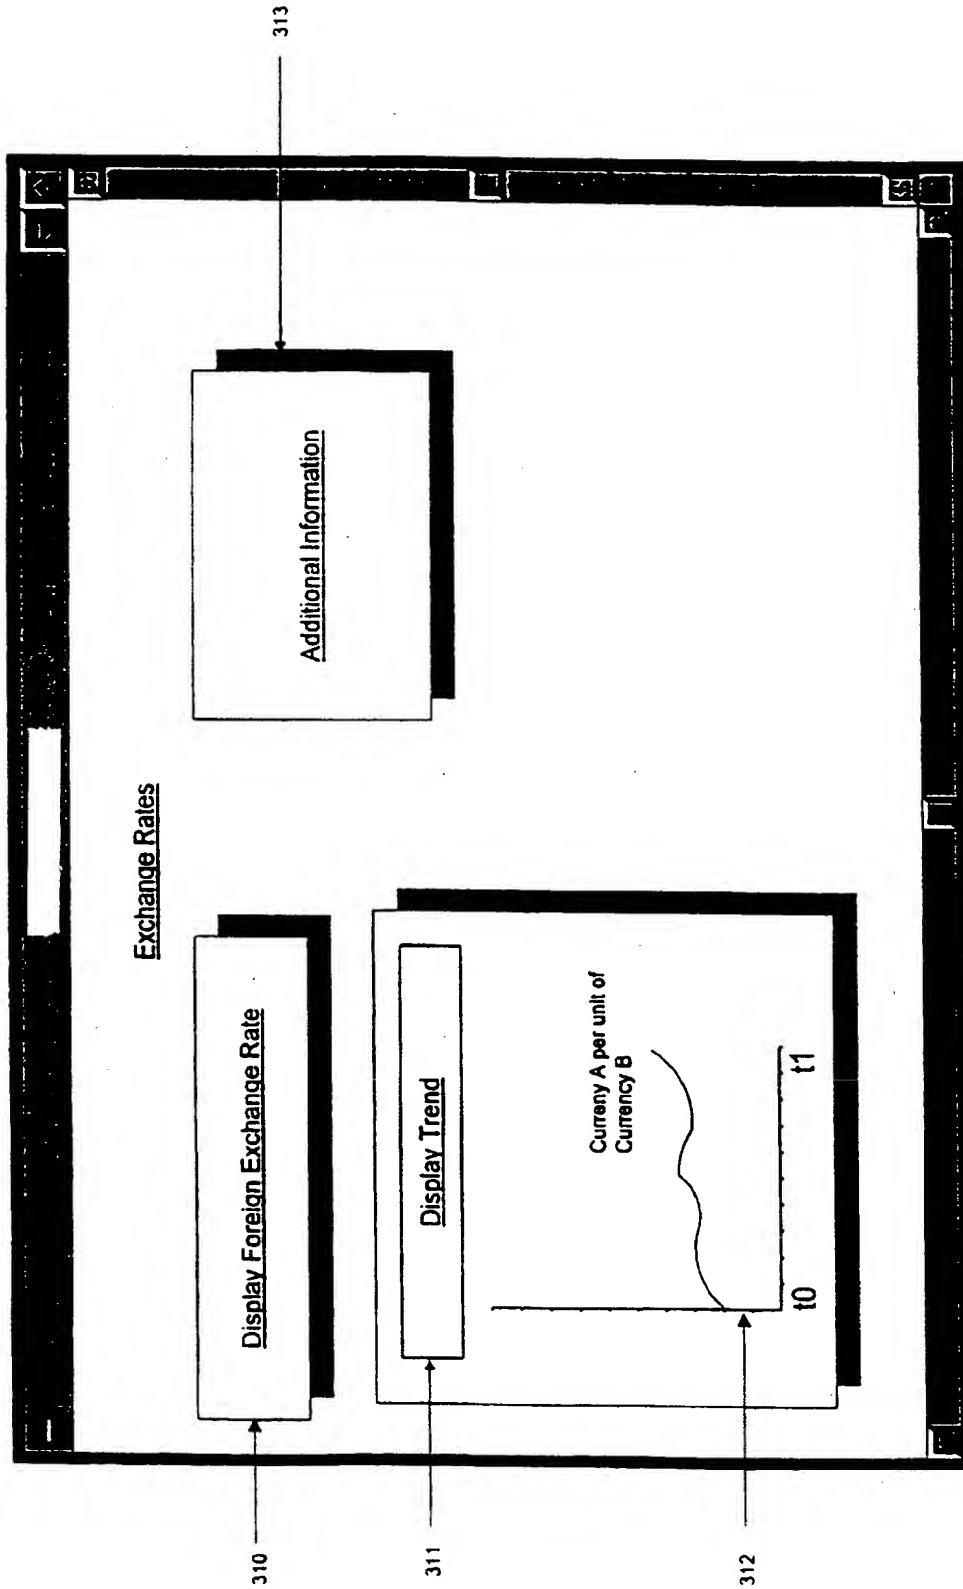 313
Exchange Rates
Display Foreign Exchange Rate
Additional Information
310
Display Trend
311
Curreny A per unit of
Currency B
312
t0
t1